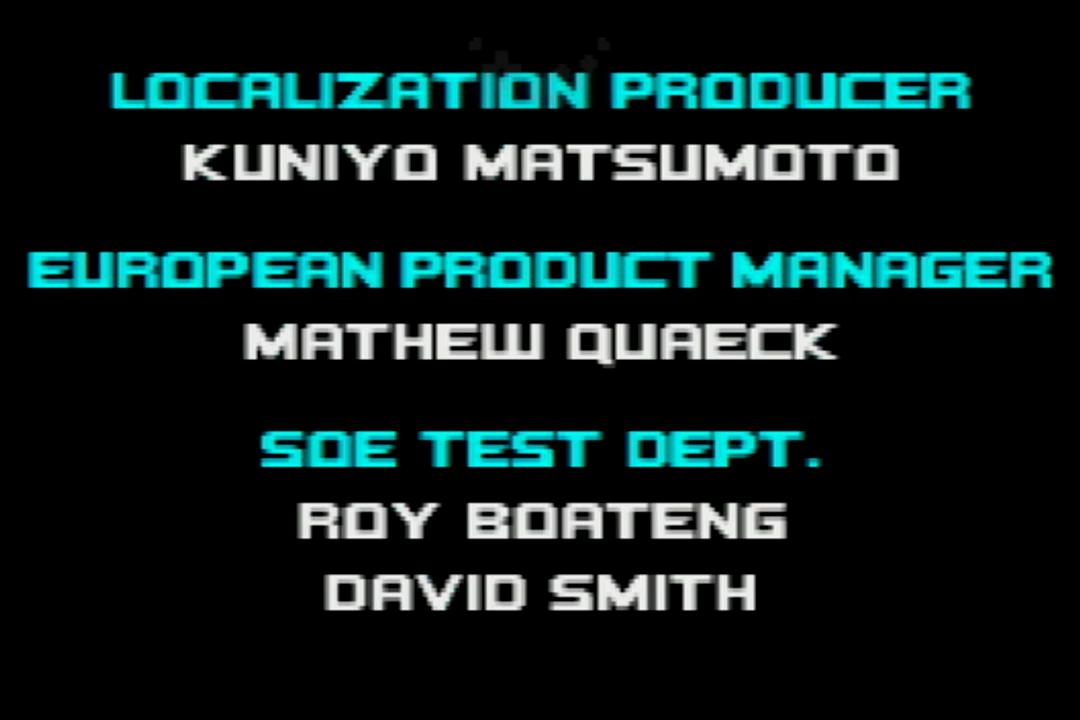 LOCALIZATION PRODUCER
KUNIYO MATSUMOTO
EUROPEAN PRODUCT MANAGER
MATHEW QUAECK
SOE TEST DEPT.
ROY BOATENG
DAVID SMITH